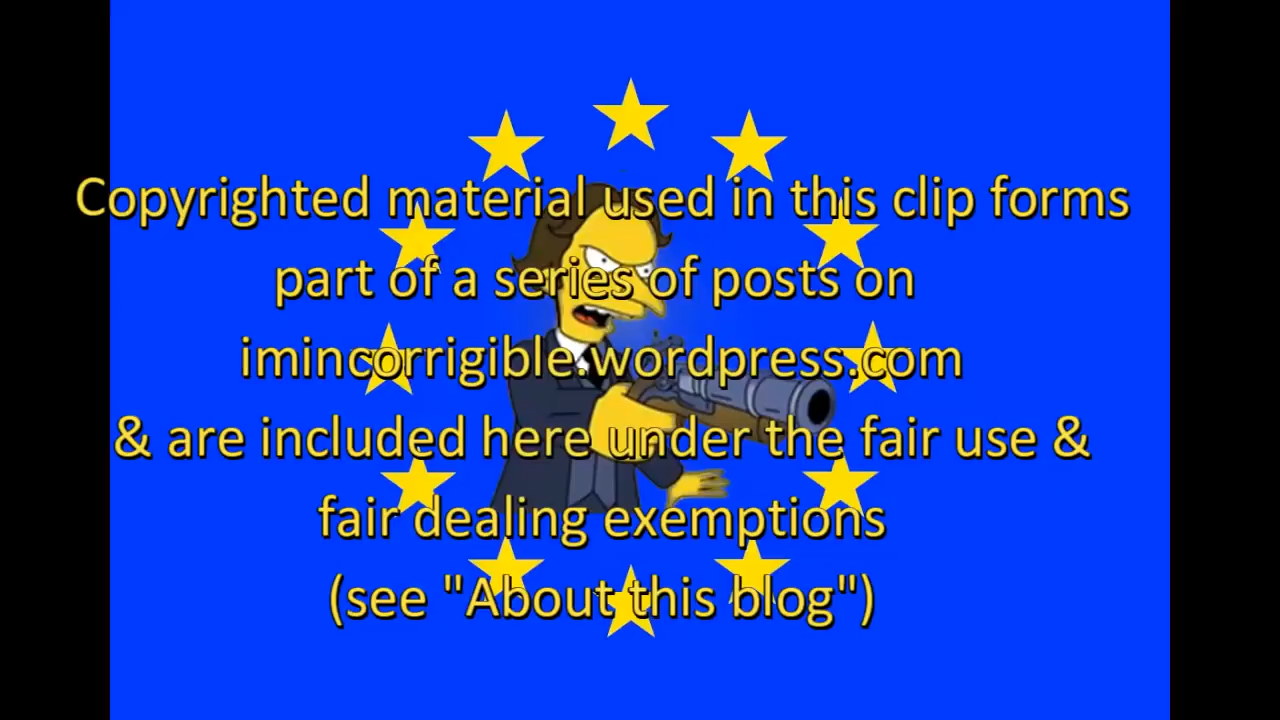 Copyrighted material used in this clip forms
part of a series of posts on
imincorrigible.wordpress.com
& are included here under the fair use &
fair dealing exemptions
(see "About this blog")